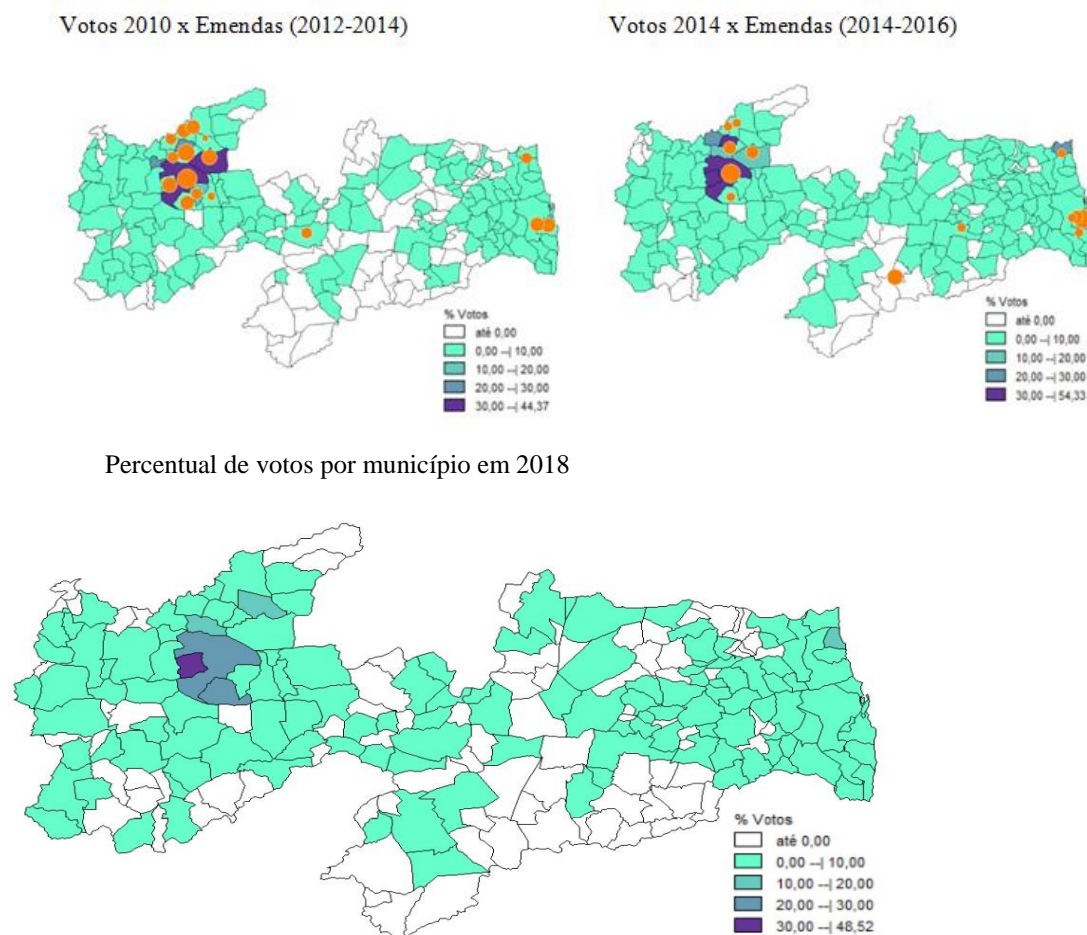 Votos 2010 x Emendas (2012-2014)
Votos 2014 x Emendas (2014-2016)
% Votos
até 0,00
0,00 --| 10,00
10,00 --| 20,00
20,00 --| 30,00
30,00 --| 44,37
% Votos
até 0,00
0,00 --| 10,00
10,00 --| 20,00
20,00 --| 30,00
30,00 --| 54,33
Percentual de votos por município em 2018
% Votos
até 0,00
0,00 --| 10,00
10,00 --| 20,00
20,00 --| 30,00
30,00 --| 48,52